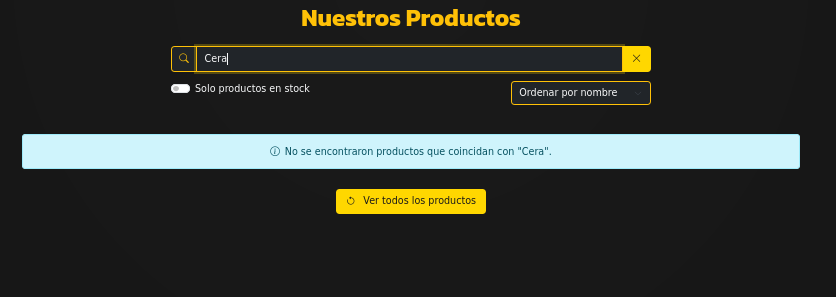 Nuestros Productos
Cera
Solo productos en stock
Ordenar por nombre
No se encontraron productos que coincidan con "Cera".
Ver todos los productos